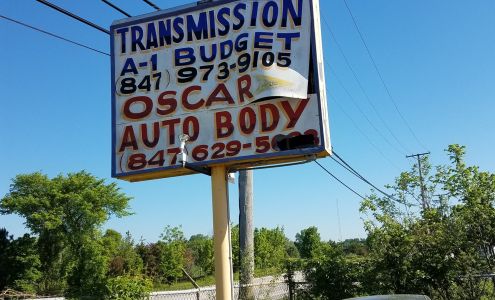 TRANSMISSION
A-1 BUDGET
(847) 973-9105
OSCAR
AUTO BODY
(847) 629-5